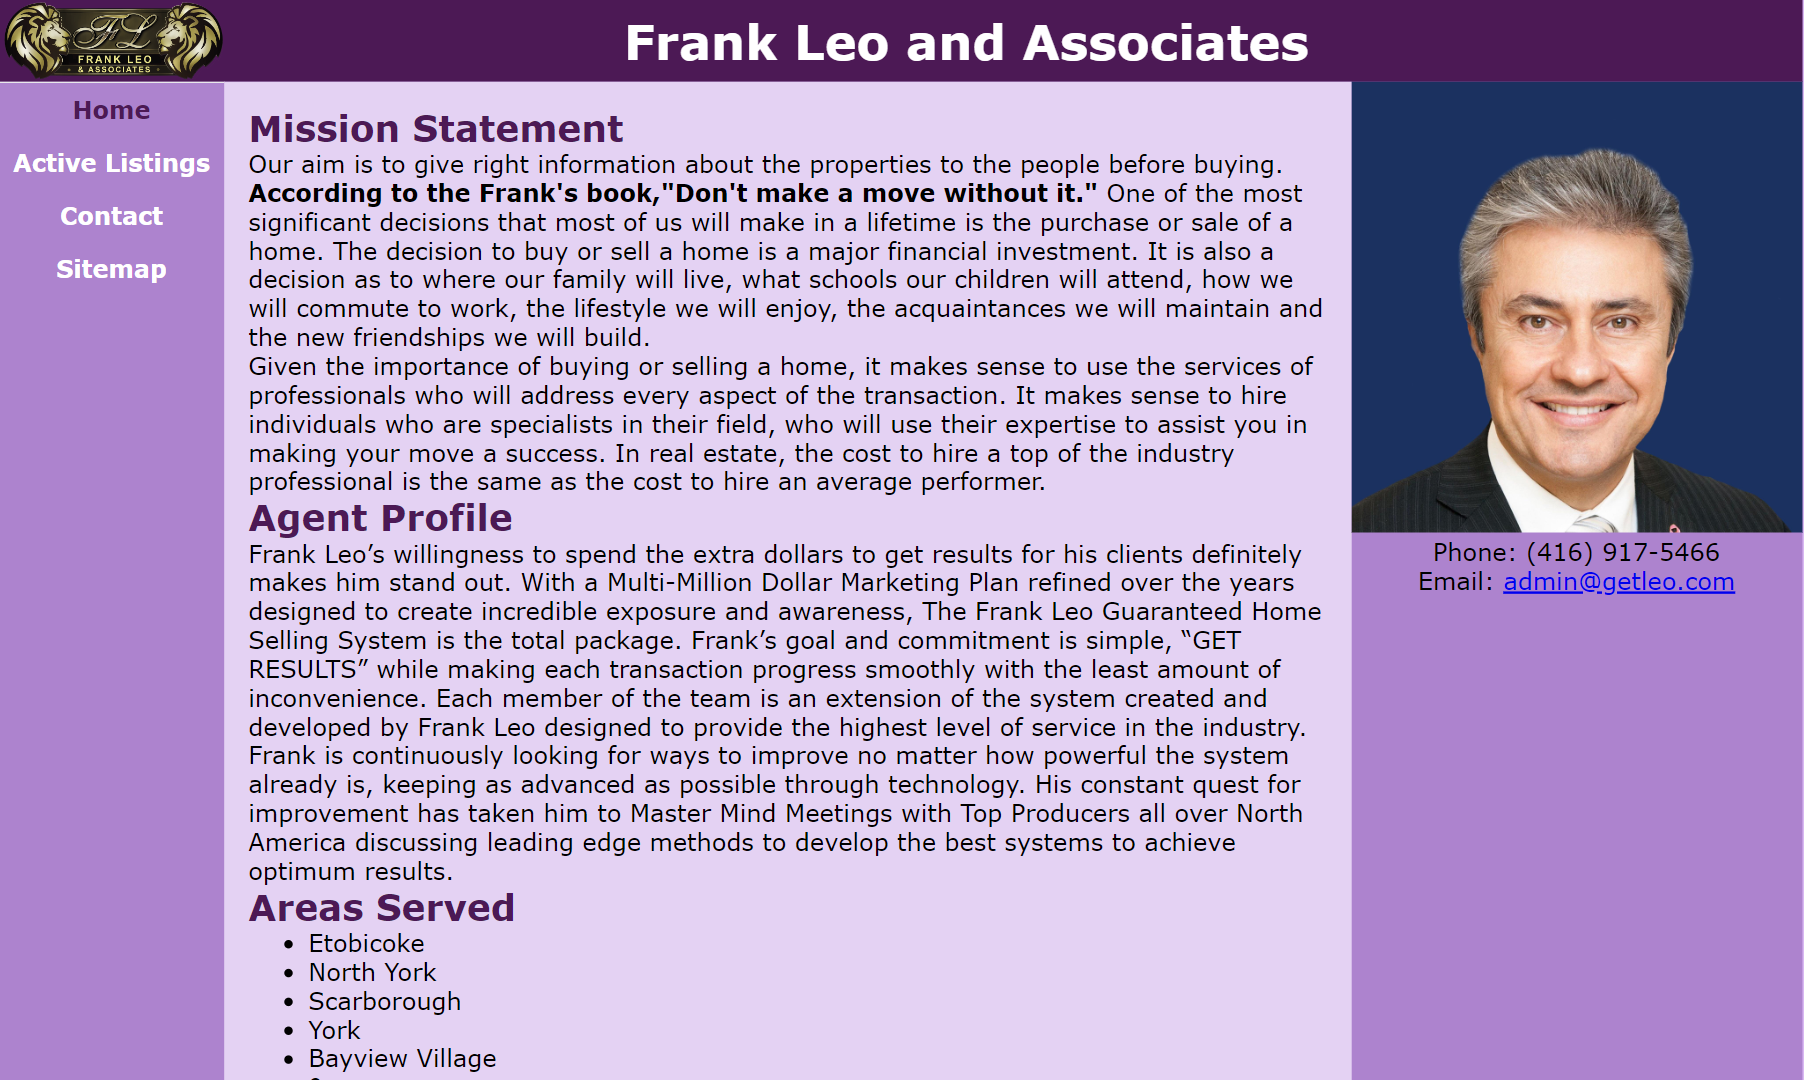 FL
FRANK LEO
& ASSOCIATES
Frank Leo and Associates
Home
Active Listings
Contact
Sitemap
Mission Statement
Our aim is to give right information about the properties to the people before buying.
According to the Frank's book,"Don't make a move without it." One of the most
significant decisions that most of us will make in a lifetime is the purchase or sale of a
home. The decision to buy or sell a home is a major financial investment. It is also a
decision as to where our family will live, what schools our children will attend, how we
will commute to work, the lifestyle we will enjoy, the acquaintances we will maintain and
the new friendships we will build.
Given the importance of buying or selling a home, it makes sense to use the services of
professionals who will address every aspect of the transaction. It makes sense to hire
individuals who are specialists in their field, who will use their expertise to assist you in
making your move a success. In real estate, the cost to hire a top of the industry
professional is the same as the cost to hire an average performer.
Agent Profile
Frank Leo’s willingness to spend the extra dollars to get results for his clients definitely
makes him stand out. With a Multi-Million Dollar Marketing Plan refined over the years
designed to create incredible exposure and awareness, The Frank Leo Guaranteed Home
Selling System is the total package. Frank’s goal and commitment is simple, “GET
RESULTS” while making each transaction progress smoothly with the least amount of
inconvenience. Each member of the team is an extension of the system created and
developed by Frank Leo designed to provide the highest level of service in the industry.
Frank is continuously looking for ways to improve no matter how powerful the system
already is, keeping as advanced as possible through technology. His constant quest for
improvement has taken him to Master Mind Meetings with Top Producers all over North
America discussing leading edge methods to develop the best systems to achieve
optimum results.
Areas Served
• Etobicoke
• North York
• Scarborough
• York
• Bayview Village
Phone: (416) 917-5466
Email: admin@getleo.com